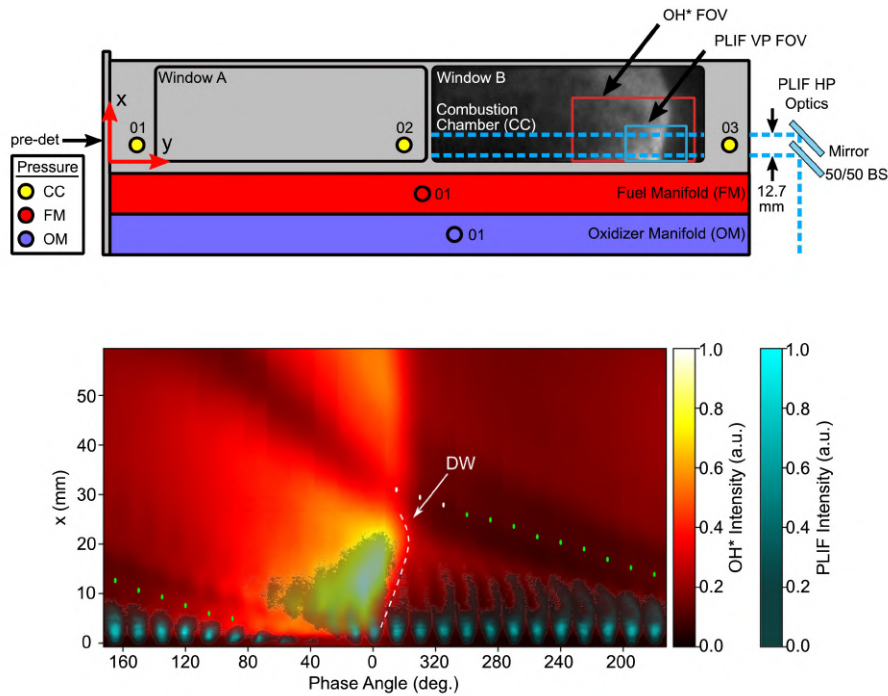 OH* FOV
PLIF VP FOV
Window A
Window B
PLIF HP
Optics
Combustion
Chamber (CC)
x
y
01
02
03
pre-det
Mirror
50/50 BS
12.7
mm
Pressure
CC
FM
OM
01
Fuel Manifold (FM)
01
Oxidizer Manifold (OM)
DW
x (mm)
50
40
30
20
10
0
160
120
80
40
0
320
280
240
200
Phase Angle (deg.)
1.0
0.8
0.6
0.4
0.2
0.0
OH* Intensity (a.u.)
1.0
0.8
0.6
0.4
0.2
0.0
PLIF Intensity (a.u.)